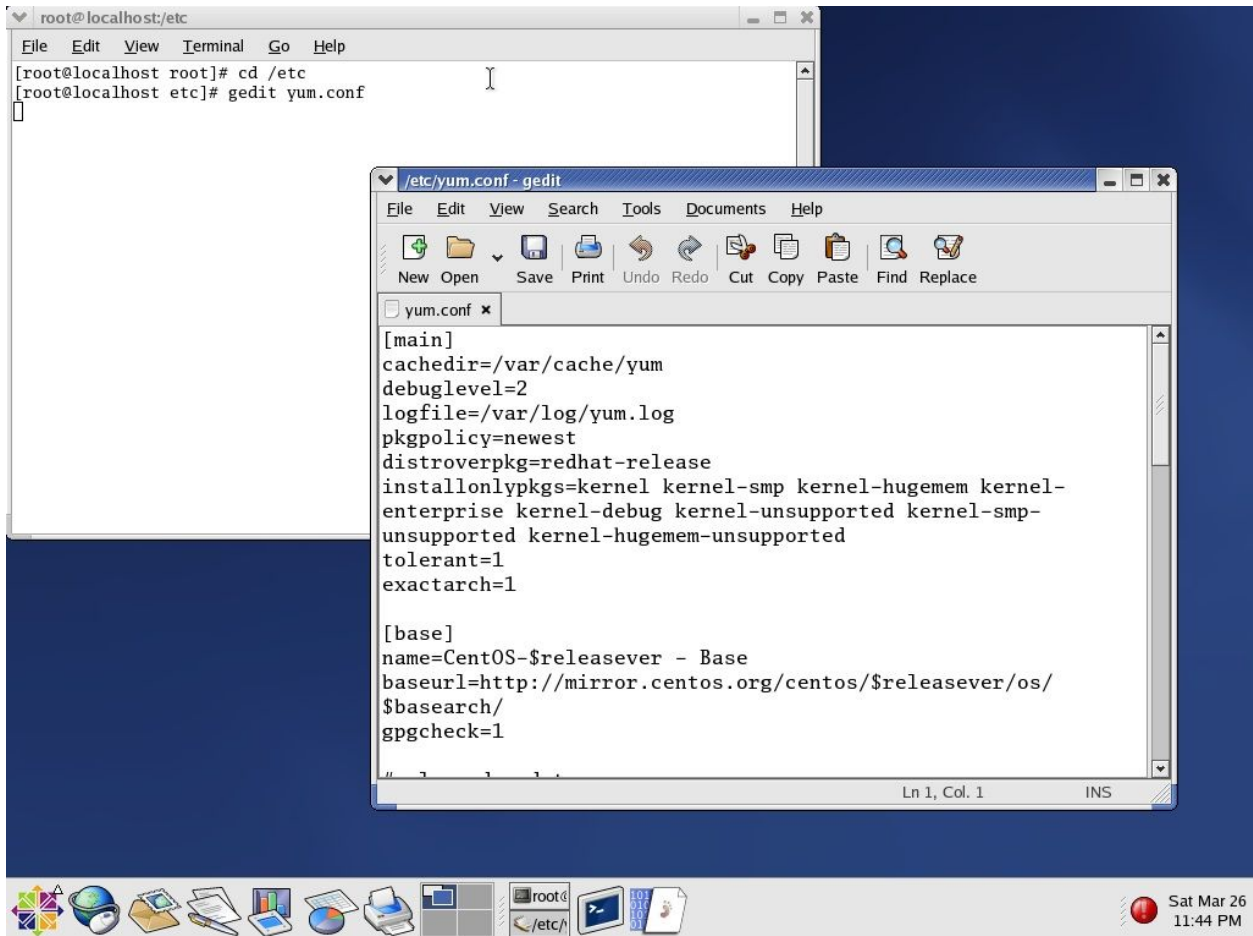 root@localhost:/etc
File Edit View Terminal Go Help
[root@localhost root]# cd /etc
[root@localhost etc]# gedit yum.conf
/etc/yum.conf - gedit
File Edit View Search Tools Documents Help
New Open Save Print Undo Redo Cut Copy Paste Find Replace
yum.conf
[main]
cachedir=/var/cache/yum
debuglevel=2
logfile=/var/log/yum.log
pkgpolicy=newest
distroverpkg=redhat-release
installonlypkgs=kernel kernel-smp kernel-hugemem kernel-
enterprise kernel-debug kernel-unsupported kernel-smp-
unsupported kernel-hugemem-unsupported
tolerant=1
exactarch=1
[base]
name=CentOS-$releasever - Base
baseurl=http://mirror.centos.org/centos/$releasever/os/
$basearch/
gpgcheck=1
Ln 1, Col. 1 INS
root@
/etc/
Sat Mar 26
11:44 PM